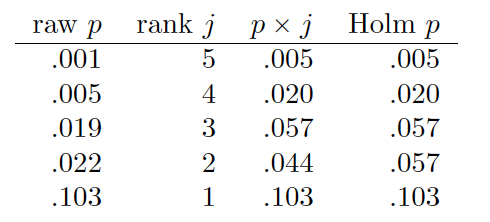 raw p rank j p × j Holm p
.001 5 .005 .005
.005 4 .020 .020
.019 3 .057 .057
.022 2 .044 .057
.103 1 .103 .103